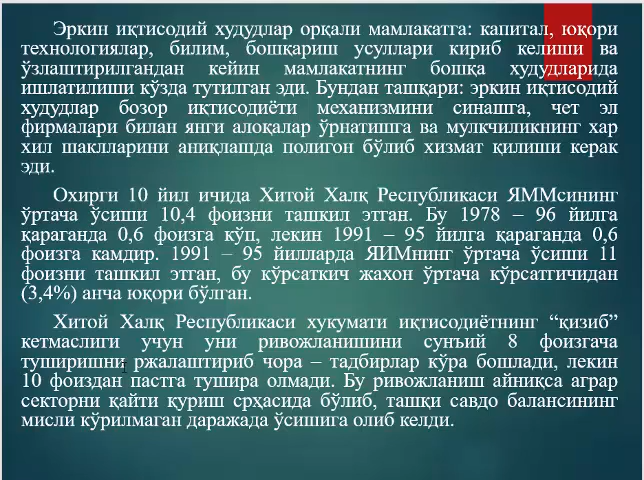 Эркин иқтисодий худудлар орқали мамлакатга: капитал, юқори
технологиялар, билим, бошқариш усуллари кириб келиши ва
ўзлаштирилгандан кейин мамлакатнинг бошқа худудларида
ишлатилиши кўзда тутилган эди. Бундан ташқари: эркин иқтисодий
худудлар бозор иқтисодиёти механизмини синашга, чет эл
фирмалари билан янги алоқалар ўрнатишга ва мулкчиликнинг хар
хил шаклларини аниқлашда полигон бўлиб хизмат қилиши керак
эди.
Охирги 10 йил ичида Хитой Халқ Республикаси ЯММсининг
ўртача ўсиши 10,4 фоизни ташкил этган. Бу 1978 – 96 йилга
қараганда 0,6 фоизга кўп, лекин 1991 – 95 йилга қараганда 0,6
фоизга камдир. 1991 – 95 йилларда ЯИМнинг ўртача ўсиши 11
фоизни ташкил этган, бу кўрсаткич жахон ўртача кўрсатгичидан
(3,4%) анча юқори бўлган.
Хитой Халқ Республикаси хукумати иқтисодиётнинг “қизиб”
кетмаслиги учун уни ривожланишини сунъий 8 фоизгача
туширишни ржалаштириб чора – тадбирлар кўра бошлади, лекин
10 фоиздан пастга тушира олмади. Бу ривожланиш айниқса аграр
секторни қайти қуриш срҳасида бўлиб, ташқи савдо балансининг
мисли кўрилмаган даражада ўсишига олиб келди.